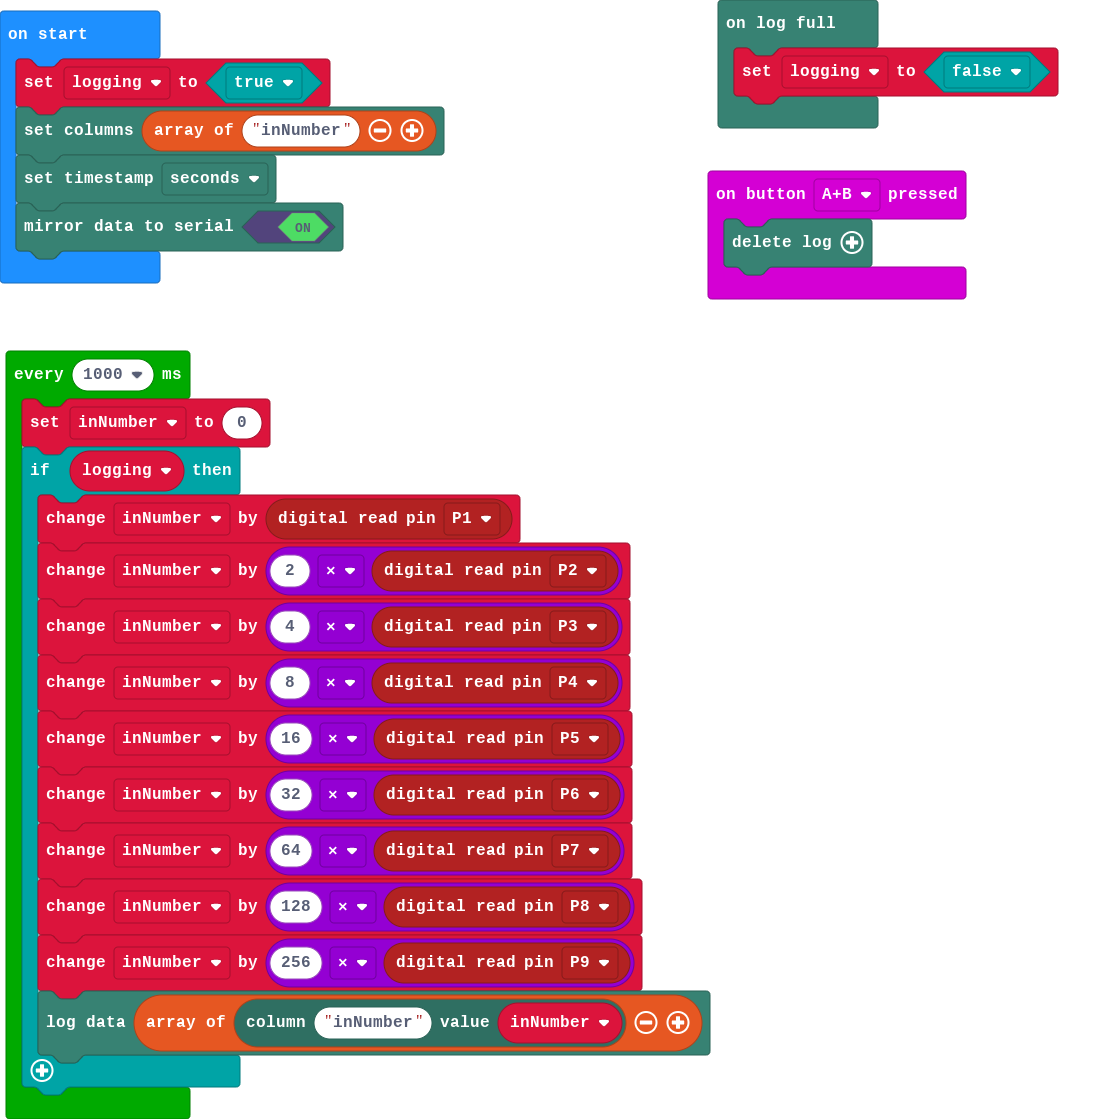 on start
set logging to true
set columns array of "inNumber"
set timestamp seconds
mirror data to serial ON
on log full
set logging to false
on button A+B pressed
delete log
every 1000 ms
set inNumber to 0
if logging then
change inNumber by digital read pin P1
change inNumber by 2 × digital read pin P2
change inNumber by 4 × digital read pin P3
change inNumber by 8 × digital read pin P4
change inNumber by 16 × digital read pin P5
change inNumber by 32 × digital read pin P6
change inNumber by 64 × digital read pin P7
change inNumber by 128 × digital read pin P8
change inNumber by 256 × digital read pin P9
log data array of column "inNumber" value inNumber